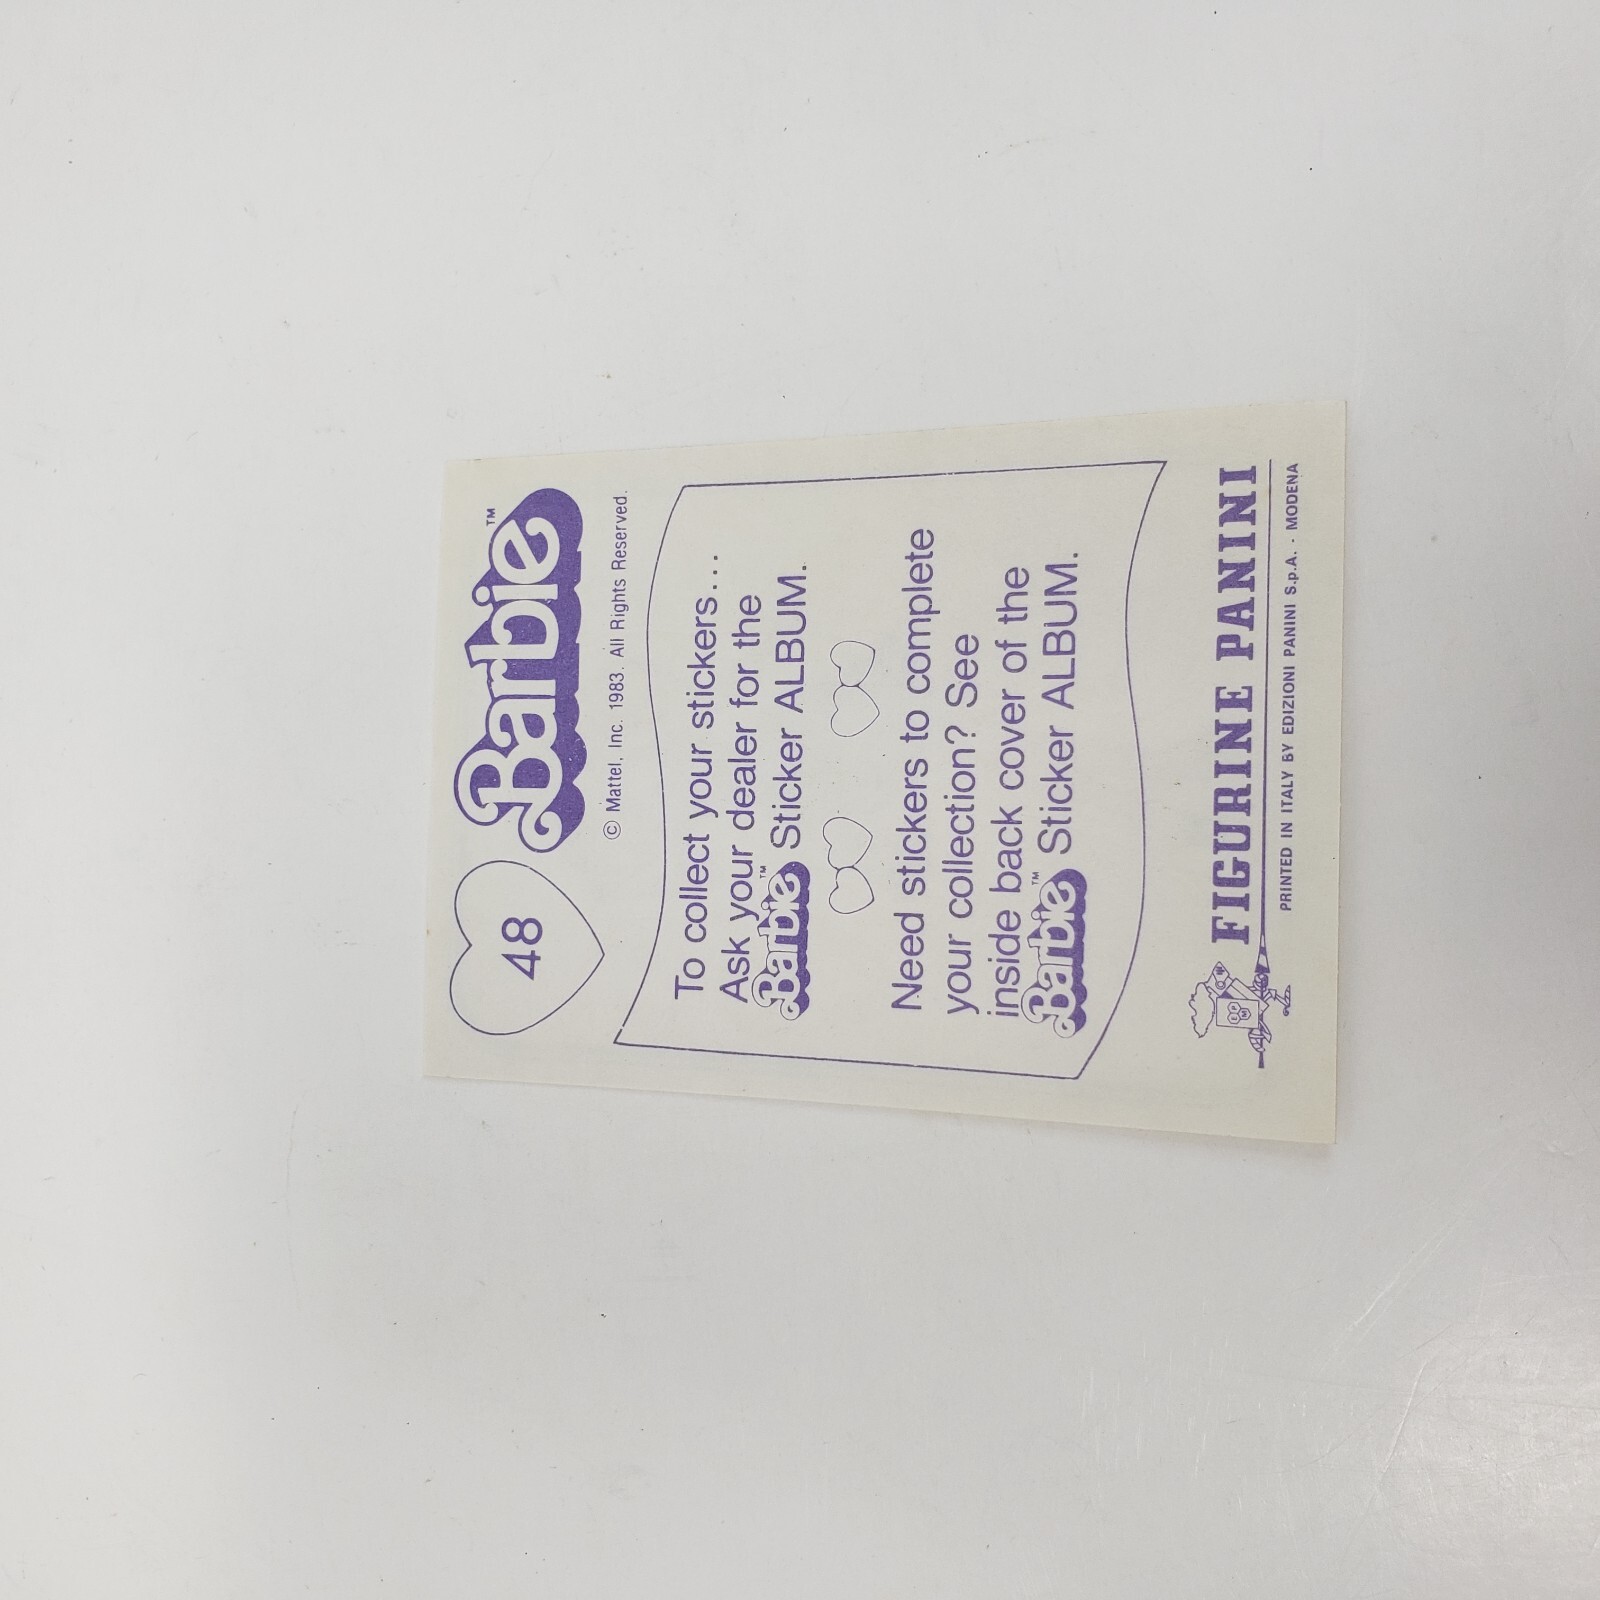 48
Barbie™
© Mattel, Inc. 1983. All Rights Reserved.
To collect your stickers...
Ask your dealer for the
Barbie™ Sticker ALBUM.
Need stickers to complete
your collection? See
inside back cover of the
Barbie™ Sticker ALBUM.
FIGURINE PANINI
PRINTED IN ITALY BY EDIZIONI PANINI S.p.A. - MODENA